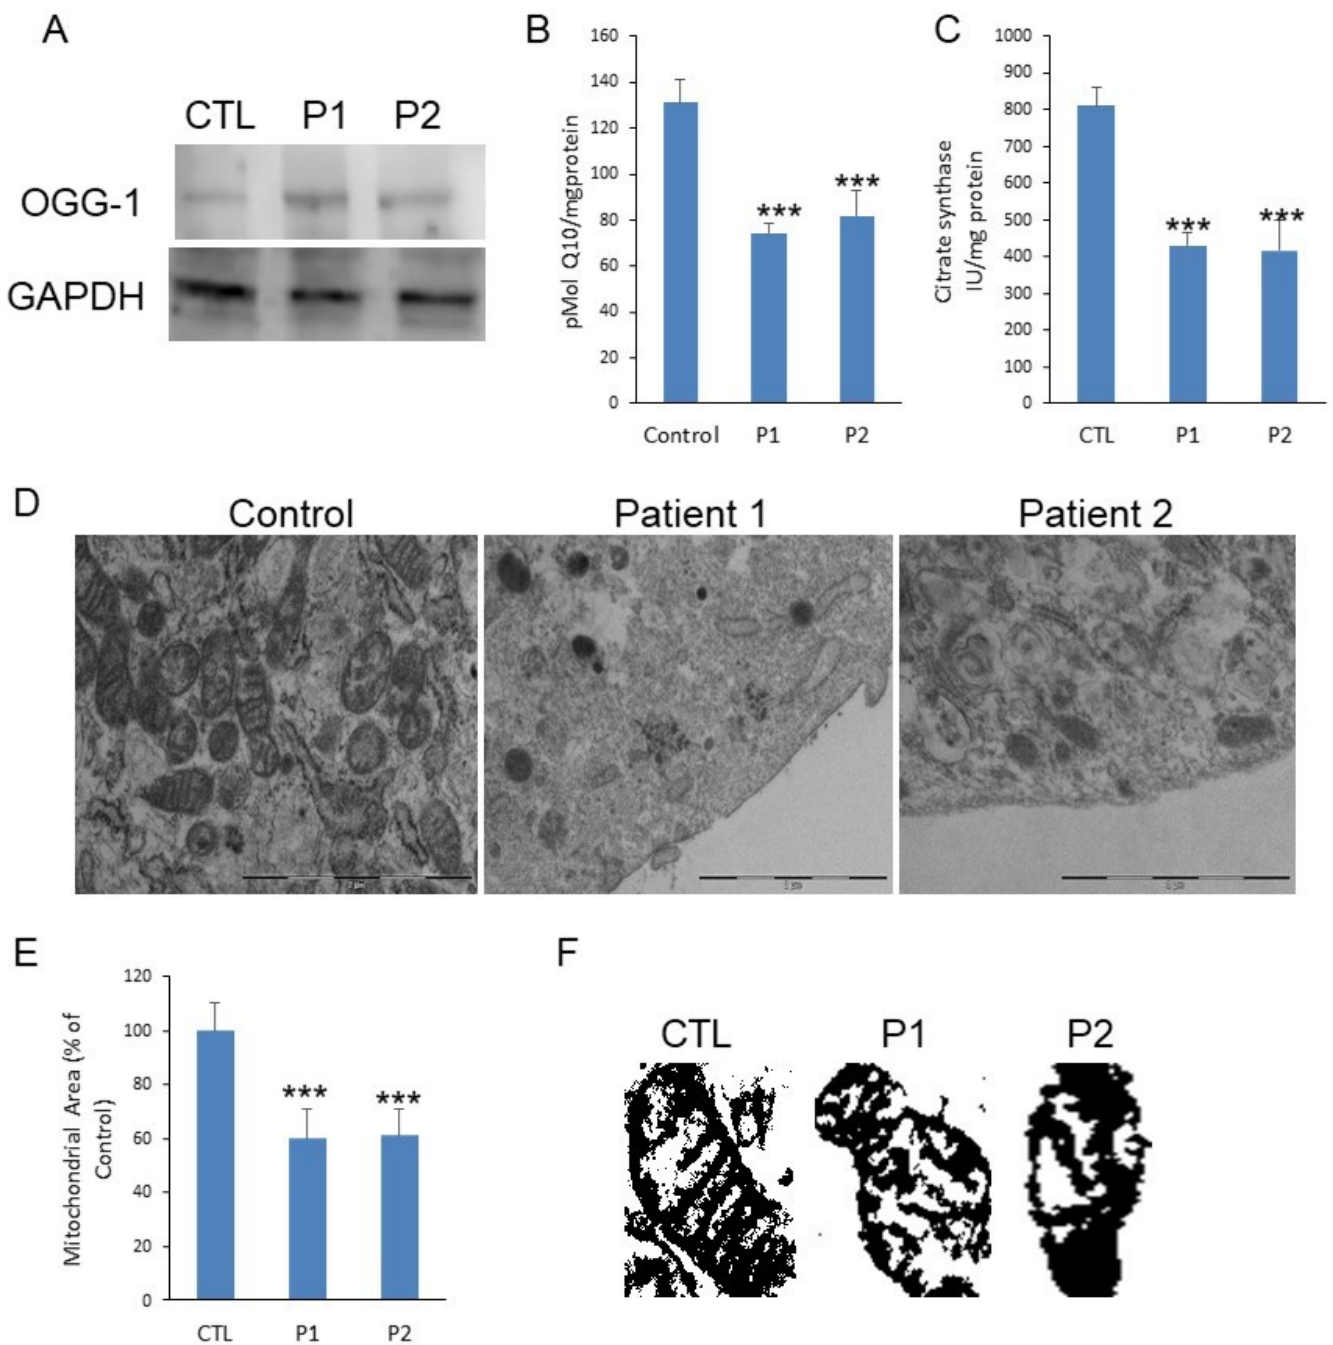 A
CTL P1 P2
OGG-1
GAPDH
B
160
140
120
100
80
60
40
20
0
pMol Q10/mgprotein
***
***
Control P1 P2
C
1000
900
800
700
600
500
400
300
200
100
0
Citrate synthase
IU/mg protein
***
***
CTL P1 P2
D
Control Patient 1 Patient 2
E
120
100
80
60
40
20
0
Mitochondrial Area (% of
Control)
***
***
CTL P1 P2
F
CTL P1 P2